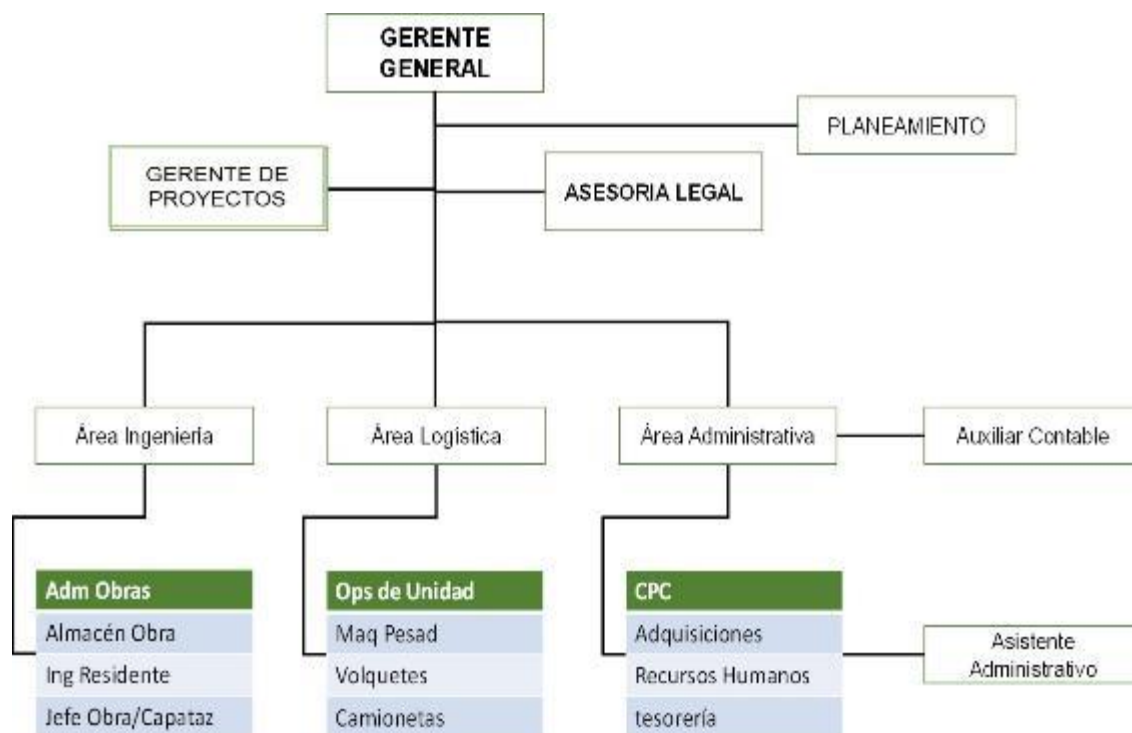 GERENTE
GENERAL
PLANEAMIENTO
GERENTE DE
PROYECTOS
ASESORIA LEGAL
Área Ingeniería
Área Logística
Área Administrativa
Auxiliar Contable
Adm Obras
Almacén Obra
Ing Residente
Jefe Obra/Capataz
Ops de Unidad
Maq Pesad
Volquetes
Camionetas
CPC
Adquisiciones
Recursos Humanos
tesorería
Asistente
Administrativo